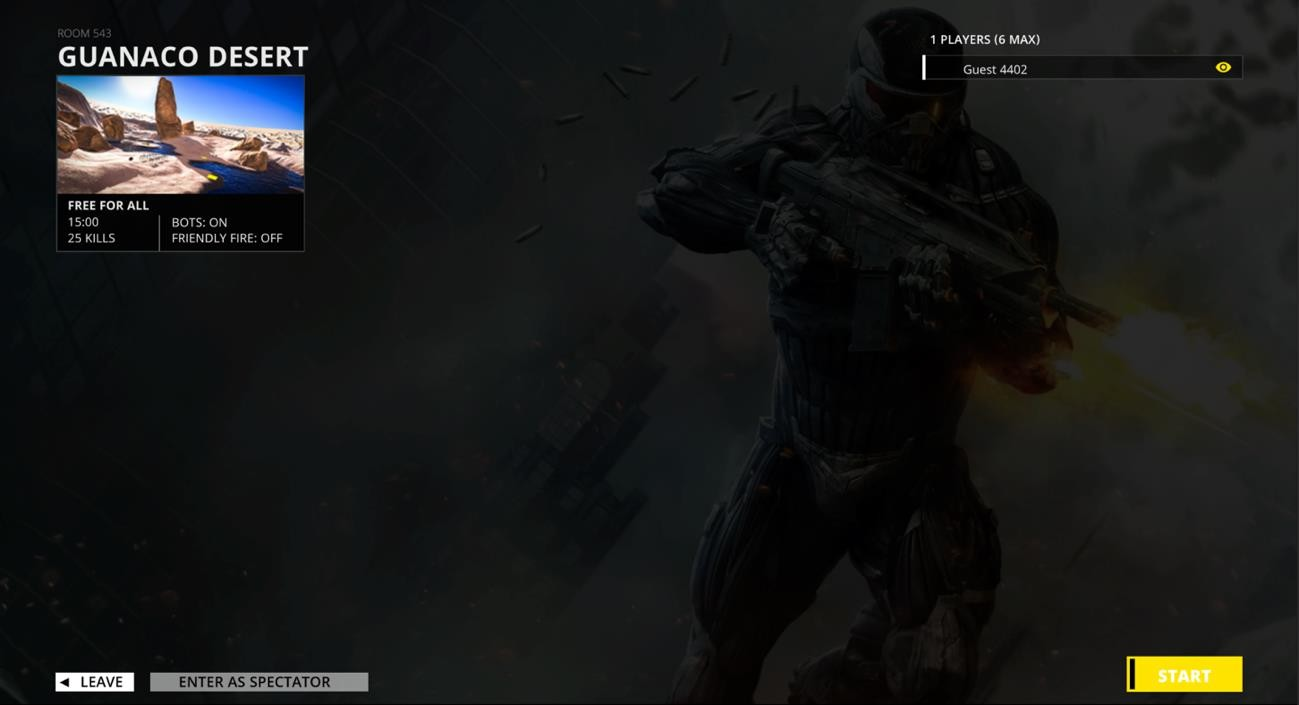 ROOM 543
GUANACO DESERT
FREE FOR ALL
15:00
25 KILLS
BOTS: ON
FRIENDLY FIRE: OFF
1 PLAYERS (6 MAX)
Guest 4402
LEAVE
ENTER AS SPECTATOR
START